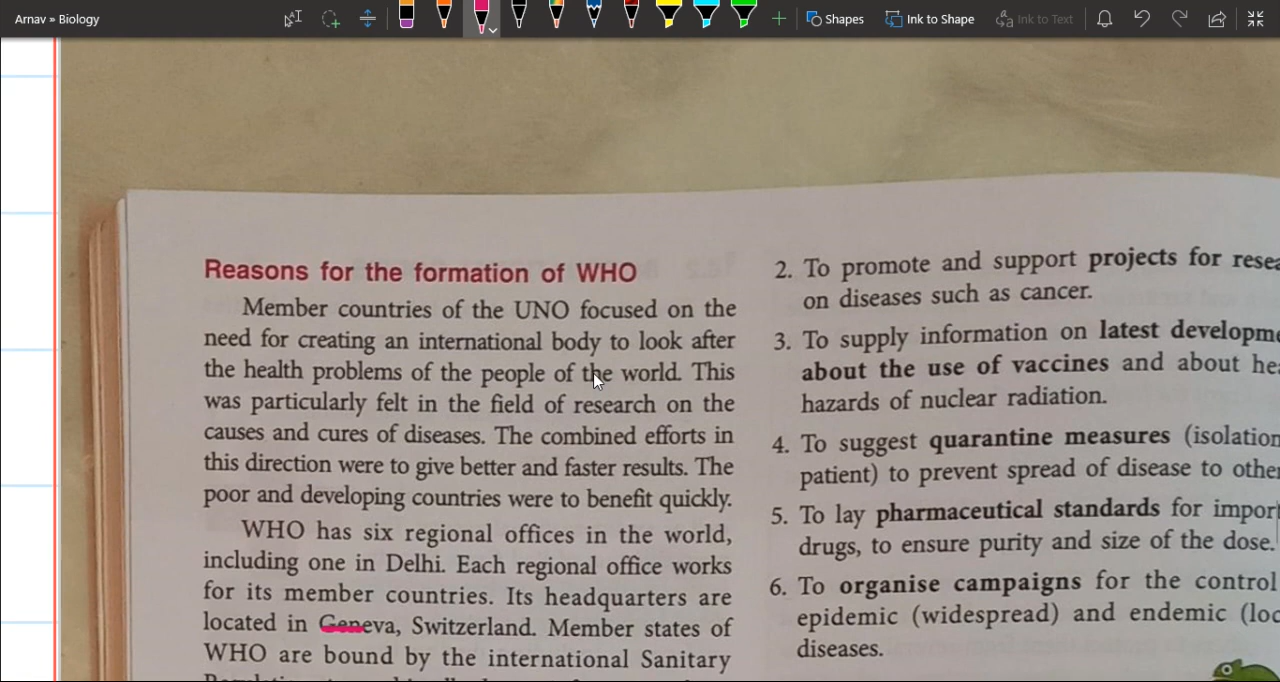 Arnav » Biology
Shapes
Ink to Shape
Ink to Text
Reasons for the formation of WHO
Member countries of the UNO focused on the
need for creating an international body to look after
the health problems of the people of the world. This
was particularly felt in the field of research on the
causes and cures of diseases. The combined efforts in
this direction were to give better and faster results. The
poor and developing countries were to benefit quickly.
WHO has six regional offices in the world,
including one in Delhi. Each regional office works
for its member countries. Its headquarters are
located in Geneva, Switzerland. Member states of
WHO are bound by the international Sanitary
2. To promote and support projects for
on diseases such as cancer.
3. To supply information on latest
about the use of vaccines and about
hazards of nuclear radiation.
4. To suggest quarantine measures (isolation
patient) to prevent spread of disease to
5. To lay pharmaceutical standards for
drugs, to ensure purity and size of the dose.
6. To organise campaigns for the control
epidemic (widespread) and endemic
diseases.